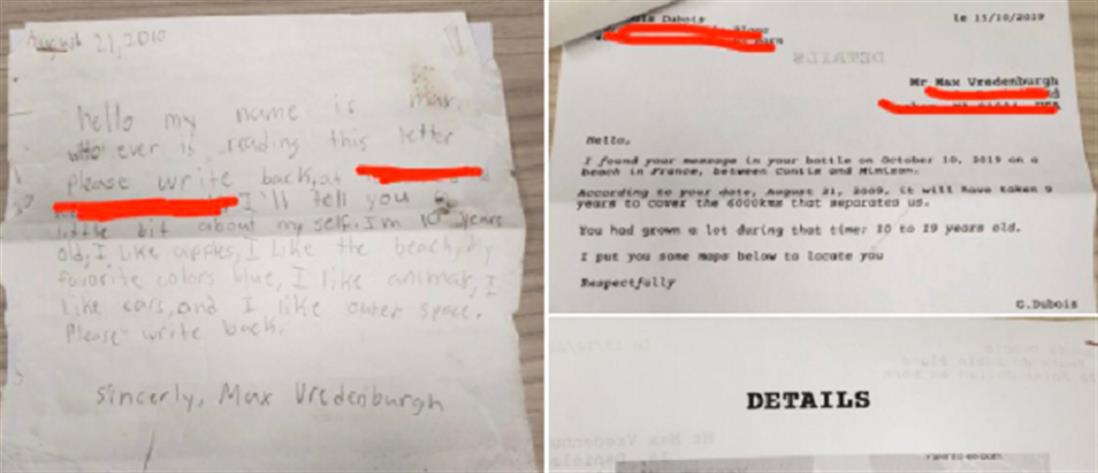 August 21, 2010
hello my name is Max.
who ever is reading this letter
please write back, at
I'll tell you a
little bit about my self. I'm 10 years
old, I like apples, I like the beach, My
favorite colors blue, I like animals, I
like cars, and I like outer space.
Please write back.
Sincerly, Max Vredenburgh
Dubois
le 15/10/2019
DETAILS
Mr Max Vredenburgh
Hello,
I found your message in your bottle on October 10, 2019 on a
beach in France, between Contis and Mimizan.
According to your date, August 21, 2009, it will have taken 9
years to cover the 6000kms that separates us.
You had grown a lot during that time: 10 to 19 years old.
I put you some maps below to locate you
Respectfully
G.Dubois
DETAILS